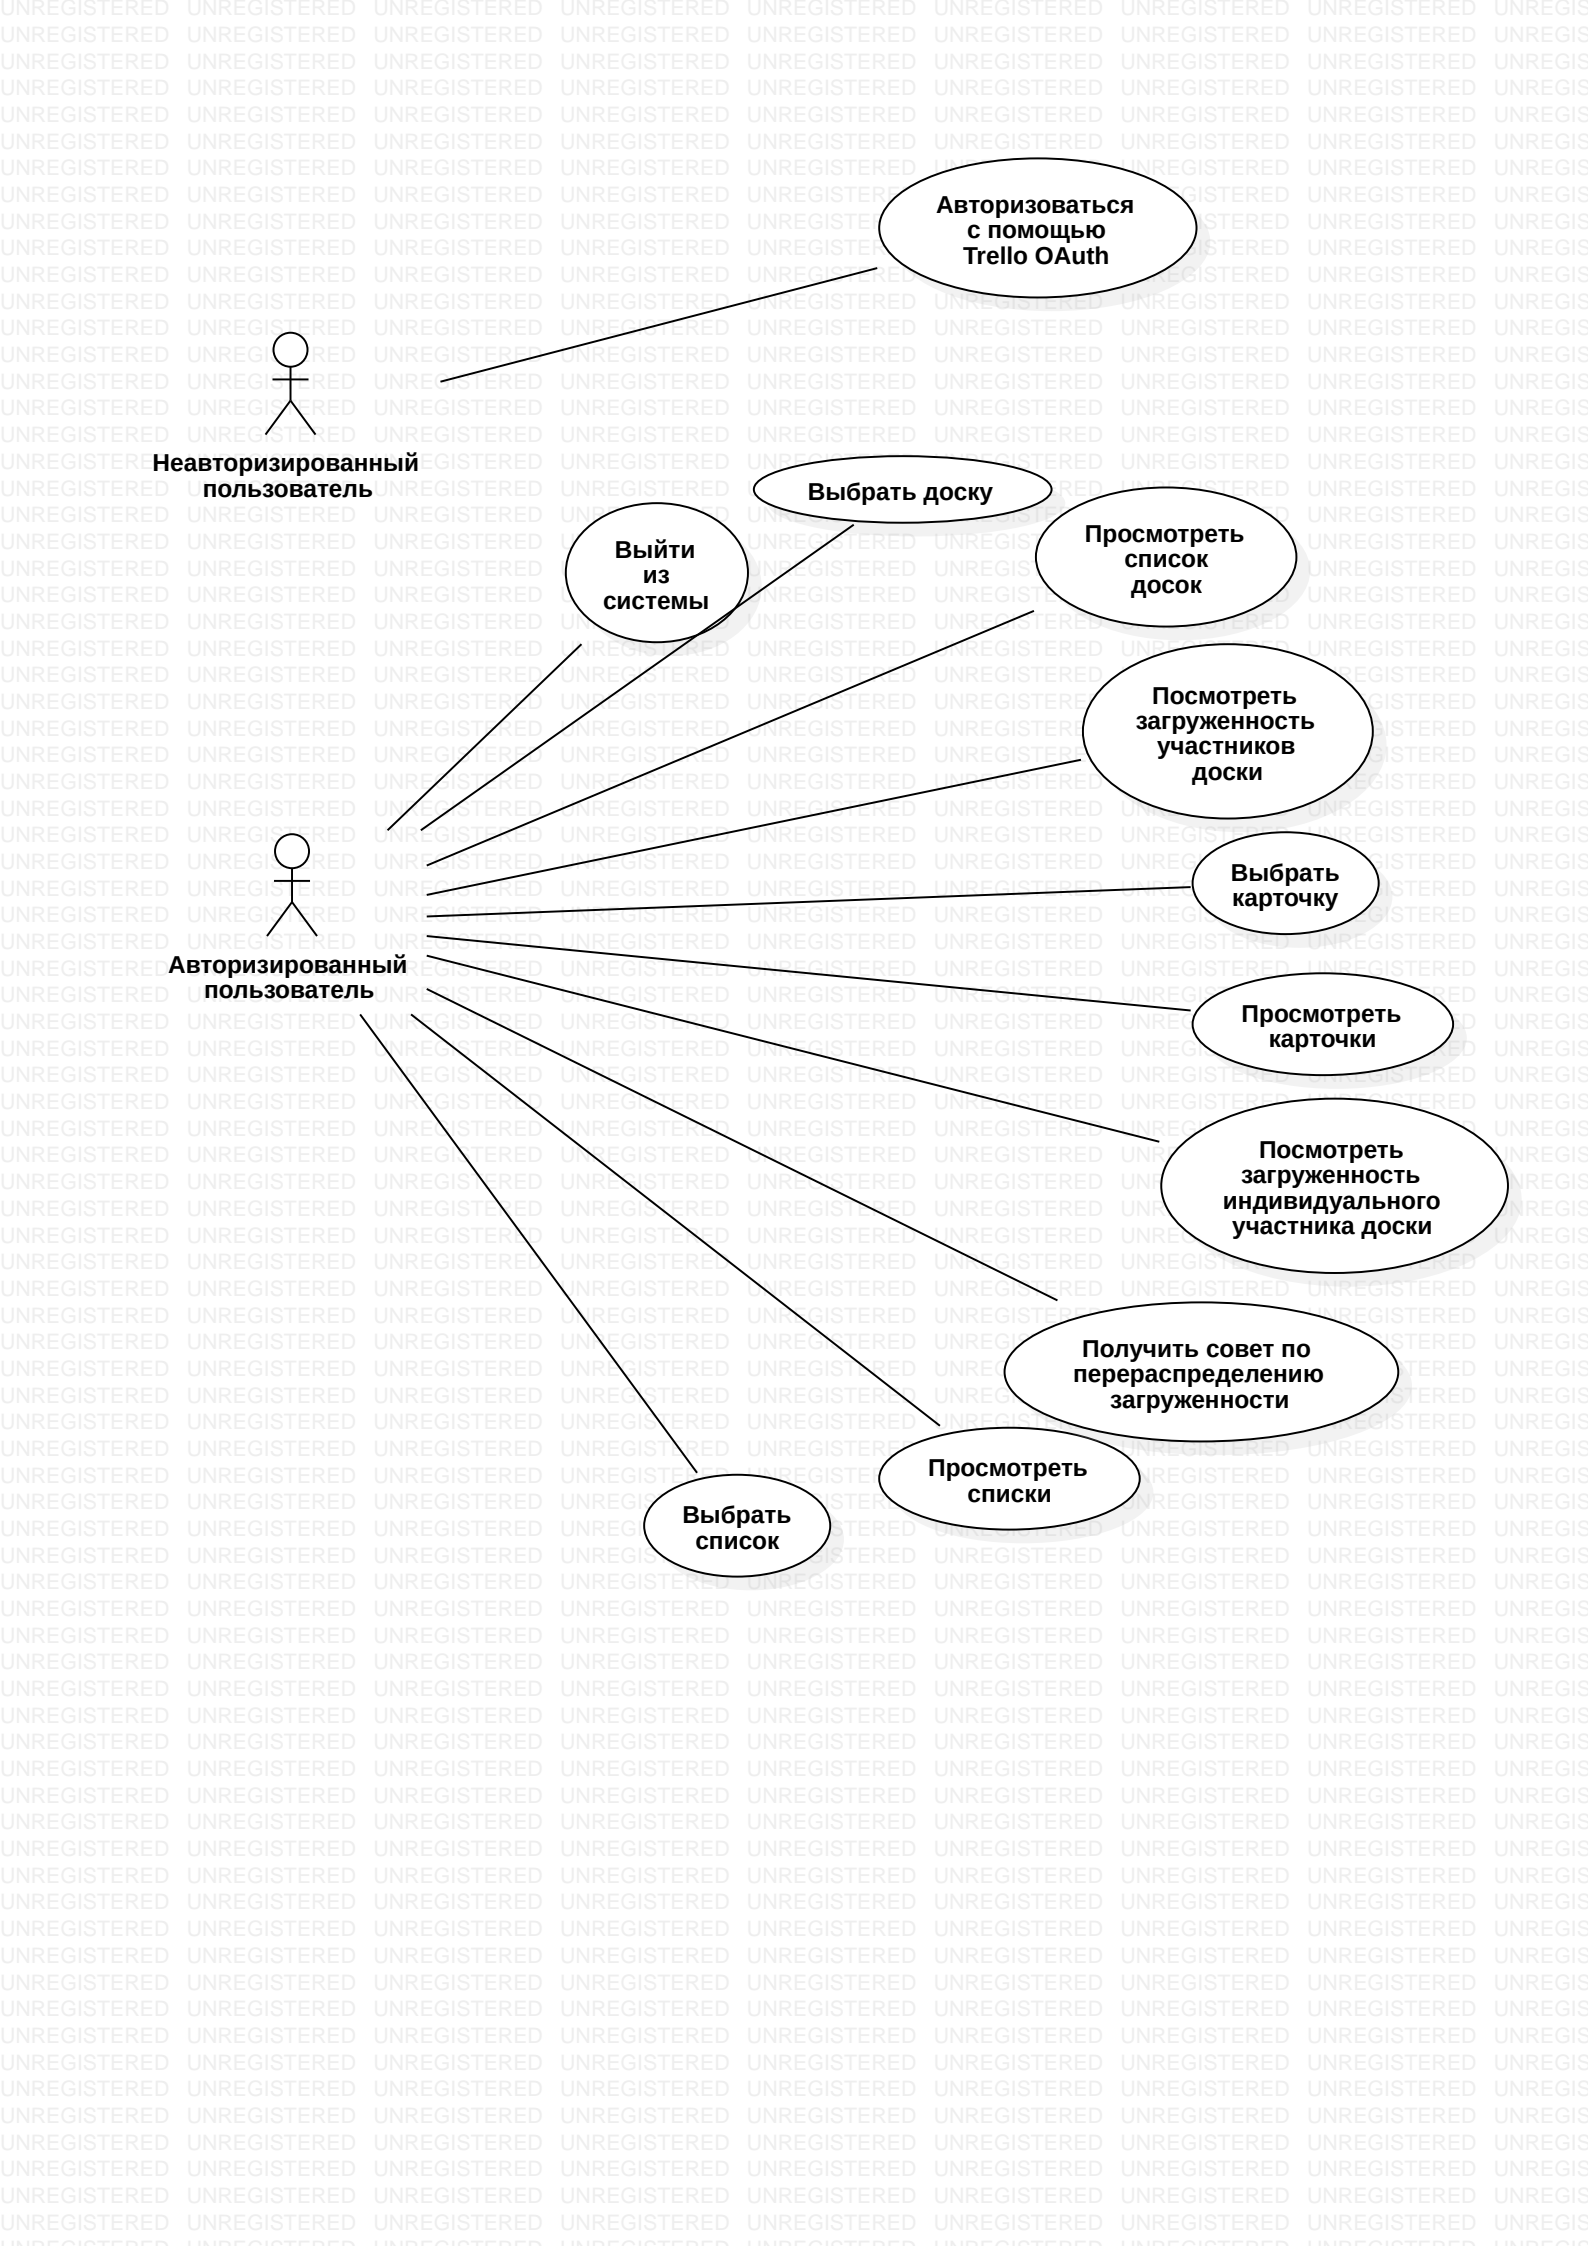 Авторизоваться
с помощью
Trello OAuth
Неавторизированный
пользователь
Выбрать доску
Выйти
из
системы
Просмотреть
список
досок
Посмотреть
загруженность
участников
доски
Выбрать
карточку
Авторизированный
пользователь
Просмотреть
карточки
Посмотреть
загруженность
индивидуального
участника доски
Получить совет по
перераспределению
загруженности
Просмотреть
списки
Выбрать
список
UNREGISTERED